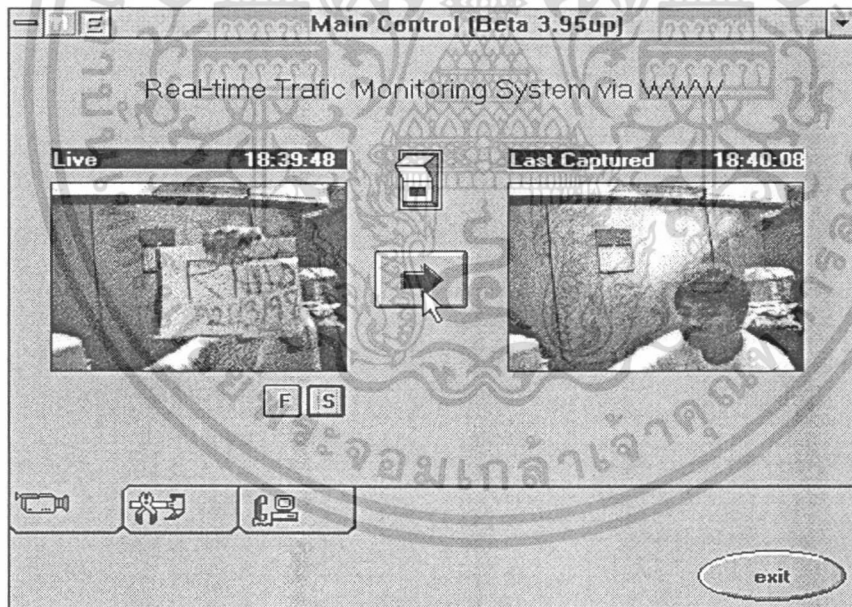 Main Control (Beta 3.95up)
Real-time Trafic Monitoring System via WWW
Live 18:39:48
Last Captured 18:40:08
F S
exit